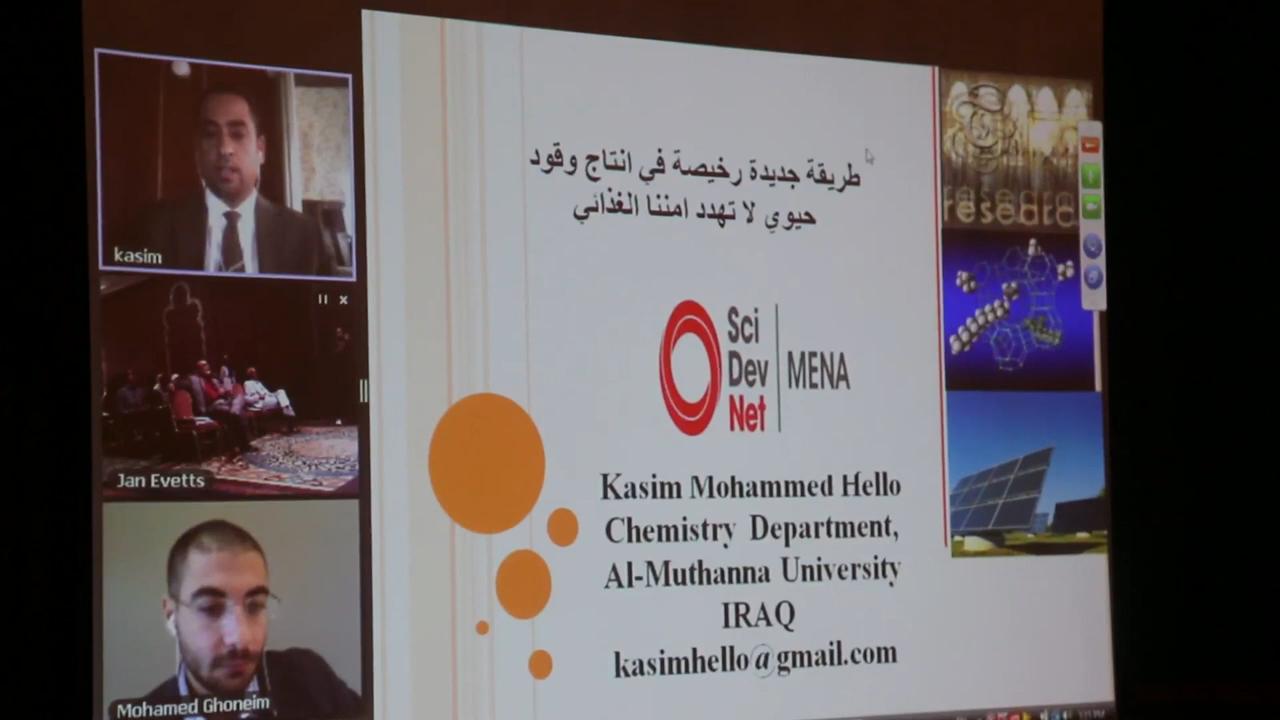 kasim
Jan Evetts
Mohamed Ghoneim
طريقة جديدة رخيصة في انتاج وقود
حيوي لا تهدد امننا الغذائي
Sci
Dev
Net
MENA
Kasim Mohammed Hello
Chemistry Department,
Al-Muthanna University
IRAQ
kasimhello@gmail.com
researc